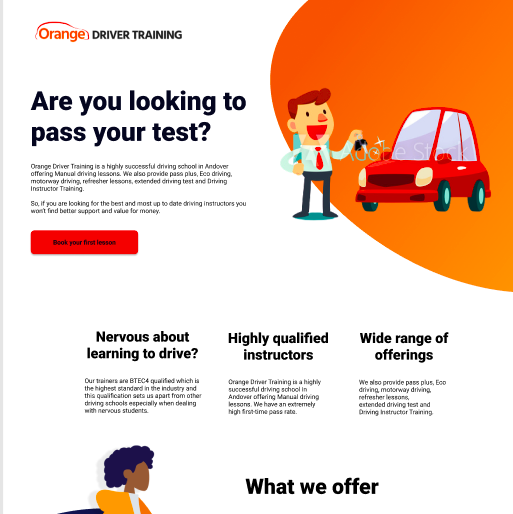 Orange DRIVER TRAINING
Are you looking to
pass your test?
Orange Driver Training is a highly successful driving school in Andover
offering Manual driving lessons. We also provide pass plus, Eco driving,
motorway driving, refresher lessons, extended driving test and Driving
Instructor Training.
So, if you are looking for the best and most up to date driving instructors you
won't find better support and value for money.
Book your first lesson
Nervous about
learning to drive?
Our trainers are BTEC4 qualified which is
the highest standard in the industry and
this qualification sets us apart from other
driving schools especially when dealing
with nervous students.
Highly qualified
instructors
Orange Driver Training is a highly
successful driving school in
Andover offering Manual driving
lessons. We have an extremely
high first-time pass rate.
Wide range of
offerings
We also provide pass plus, Eco
driving, motorway driving,
refresher lessons,
extended driving test and
Driving Instructor Training.
What we offer